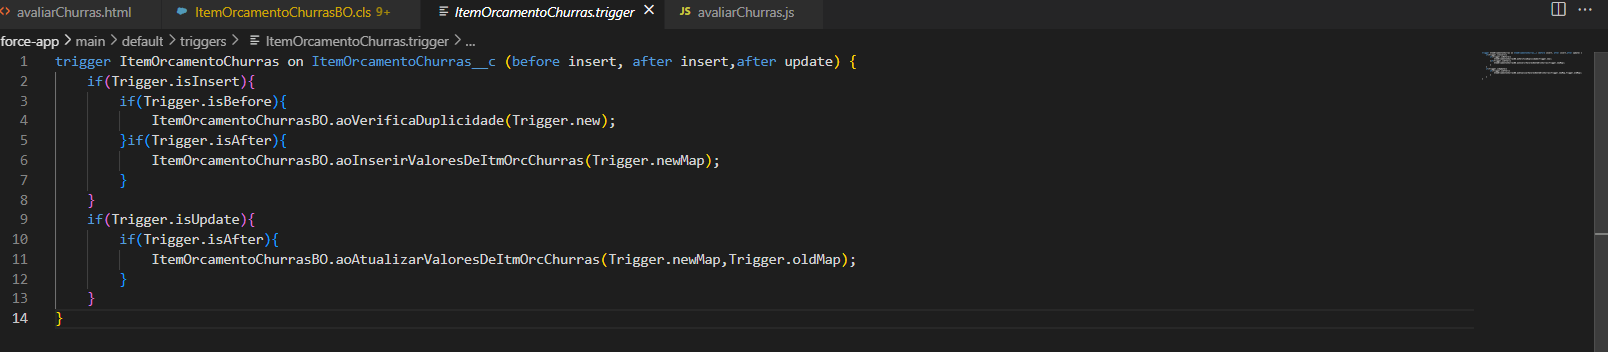 avaliarChurras.html ItemOrcamentoChurrasBO.cls 9+ ItemOrcamentoChurras.trigger JS avaliarChurras.js
force-app > main > default > triggers > ItemOrcamentoChurras.trigger > ...
1 trigger ItemOrcamentoChurras on ItemOrcamentoChurras__c (before insert, after insert,after update) {
2 if(Trigger.isInsert){
3 if(Trigger.isBefore){
4 ItemOrcamentoChurrasBO.aoVerificaDuplicidade(Trigger.new);
5 }if(Trigger.isAfter){
6 ItemOrcamentoChurrasBO.aoInserirValoresDeItmOrcChurras(Trigger.newMap);
7 }
8 }
9 if(Trigger.isUpdate){
10 if(Trigger.isAfter){
11 ItemOrcamentoChurrasBO.aoAtualizarValoresDeItmOrcChurras(Trigger.newMap,Trigger.oldMap);
12 }
13 }
14 }